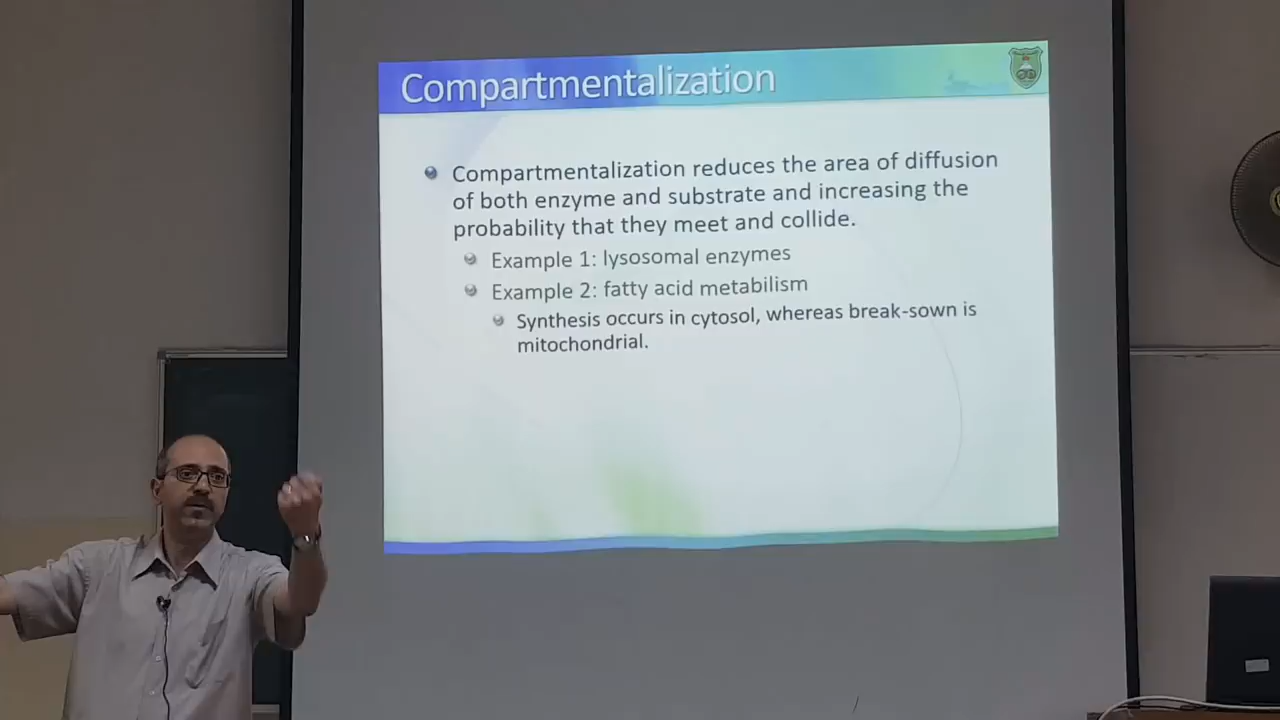 Compartmentalization
Compartmentalization reduces the area of diffusion
of both enzyme and substrate and increasing the
probability that they meet and collide.
Example 1: lysosomal enzymes
Example 2: fatty acid metabilism
Synthesis occurs in cytosol, whereas break-sown is
mitochondrial.